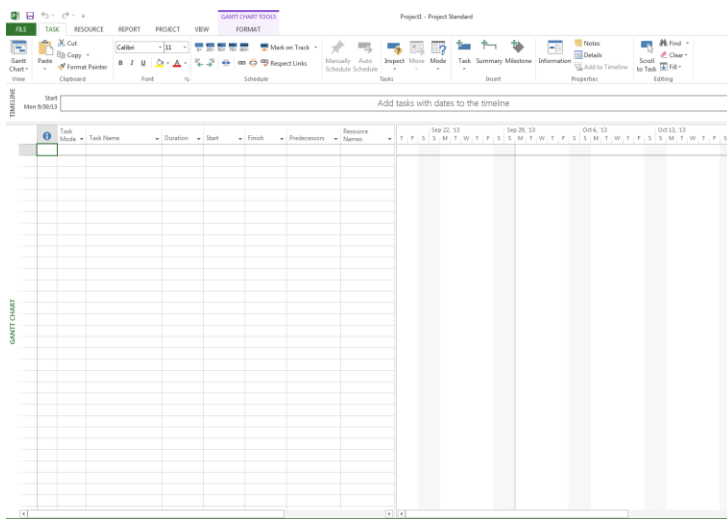 GANTT CHART TOOLS
Project1 - Project Standard
FILE TASK RESOURCE REPORT PROJECT VIEW FORMAT
Gantt Chart
View
Paste
Cut
Copy
Format Painter
Clipboard
Calibri 11
B I U A
Font
Mark on Track
Respect Links
Schedule
Manually Schedule
Auto Schedule
Inspect
Move
Mode
Tasks
Task
Summary
Milestone
Insert
Information
Notes
Details
Add to Timeline
Properties
Scroll to Task
Find
Clear
Fill
Editing
TIMELINE
Start
Mon 9/30/13
Add tasks with dates to the timeline
Task Mode
Task Name
Duration
Start
Finish
Predecessors
Resource Names
Sep 22, '13 Sep 29, '13 Oct 6, '13 Oct 13, '13
T F S S M T W T F S S M T W T F S S M T W T F S S M T W T F S
GANTT CHART